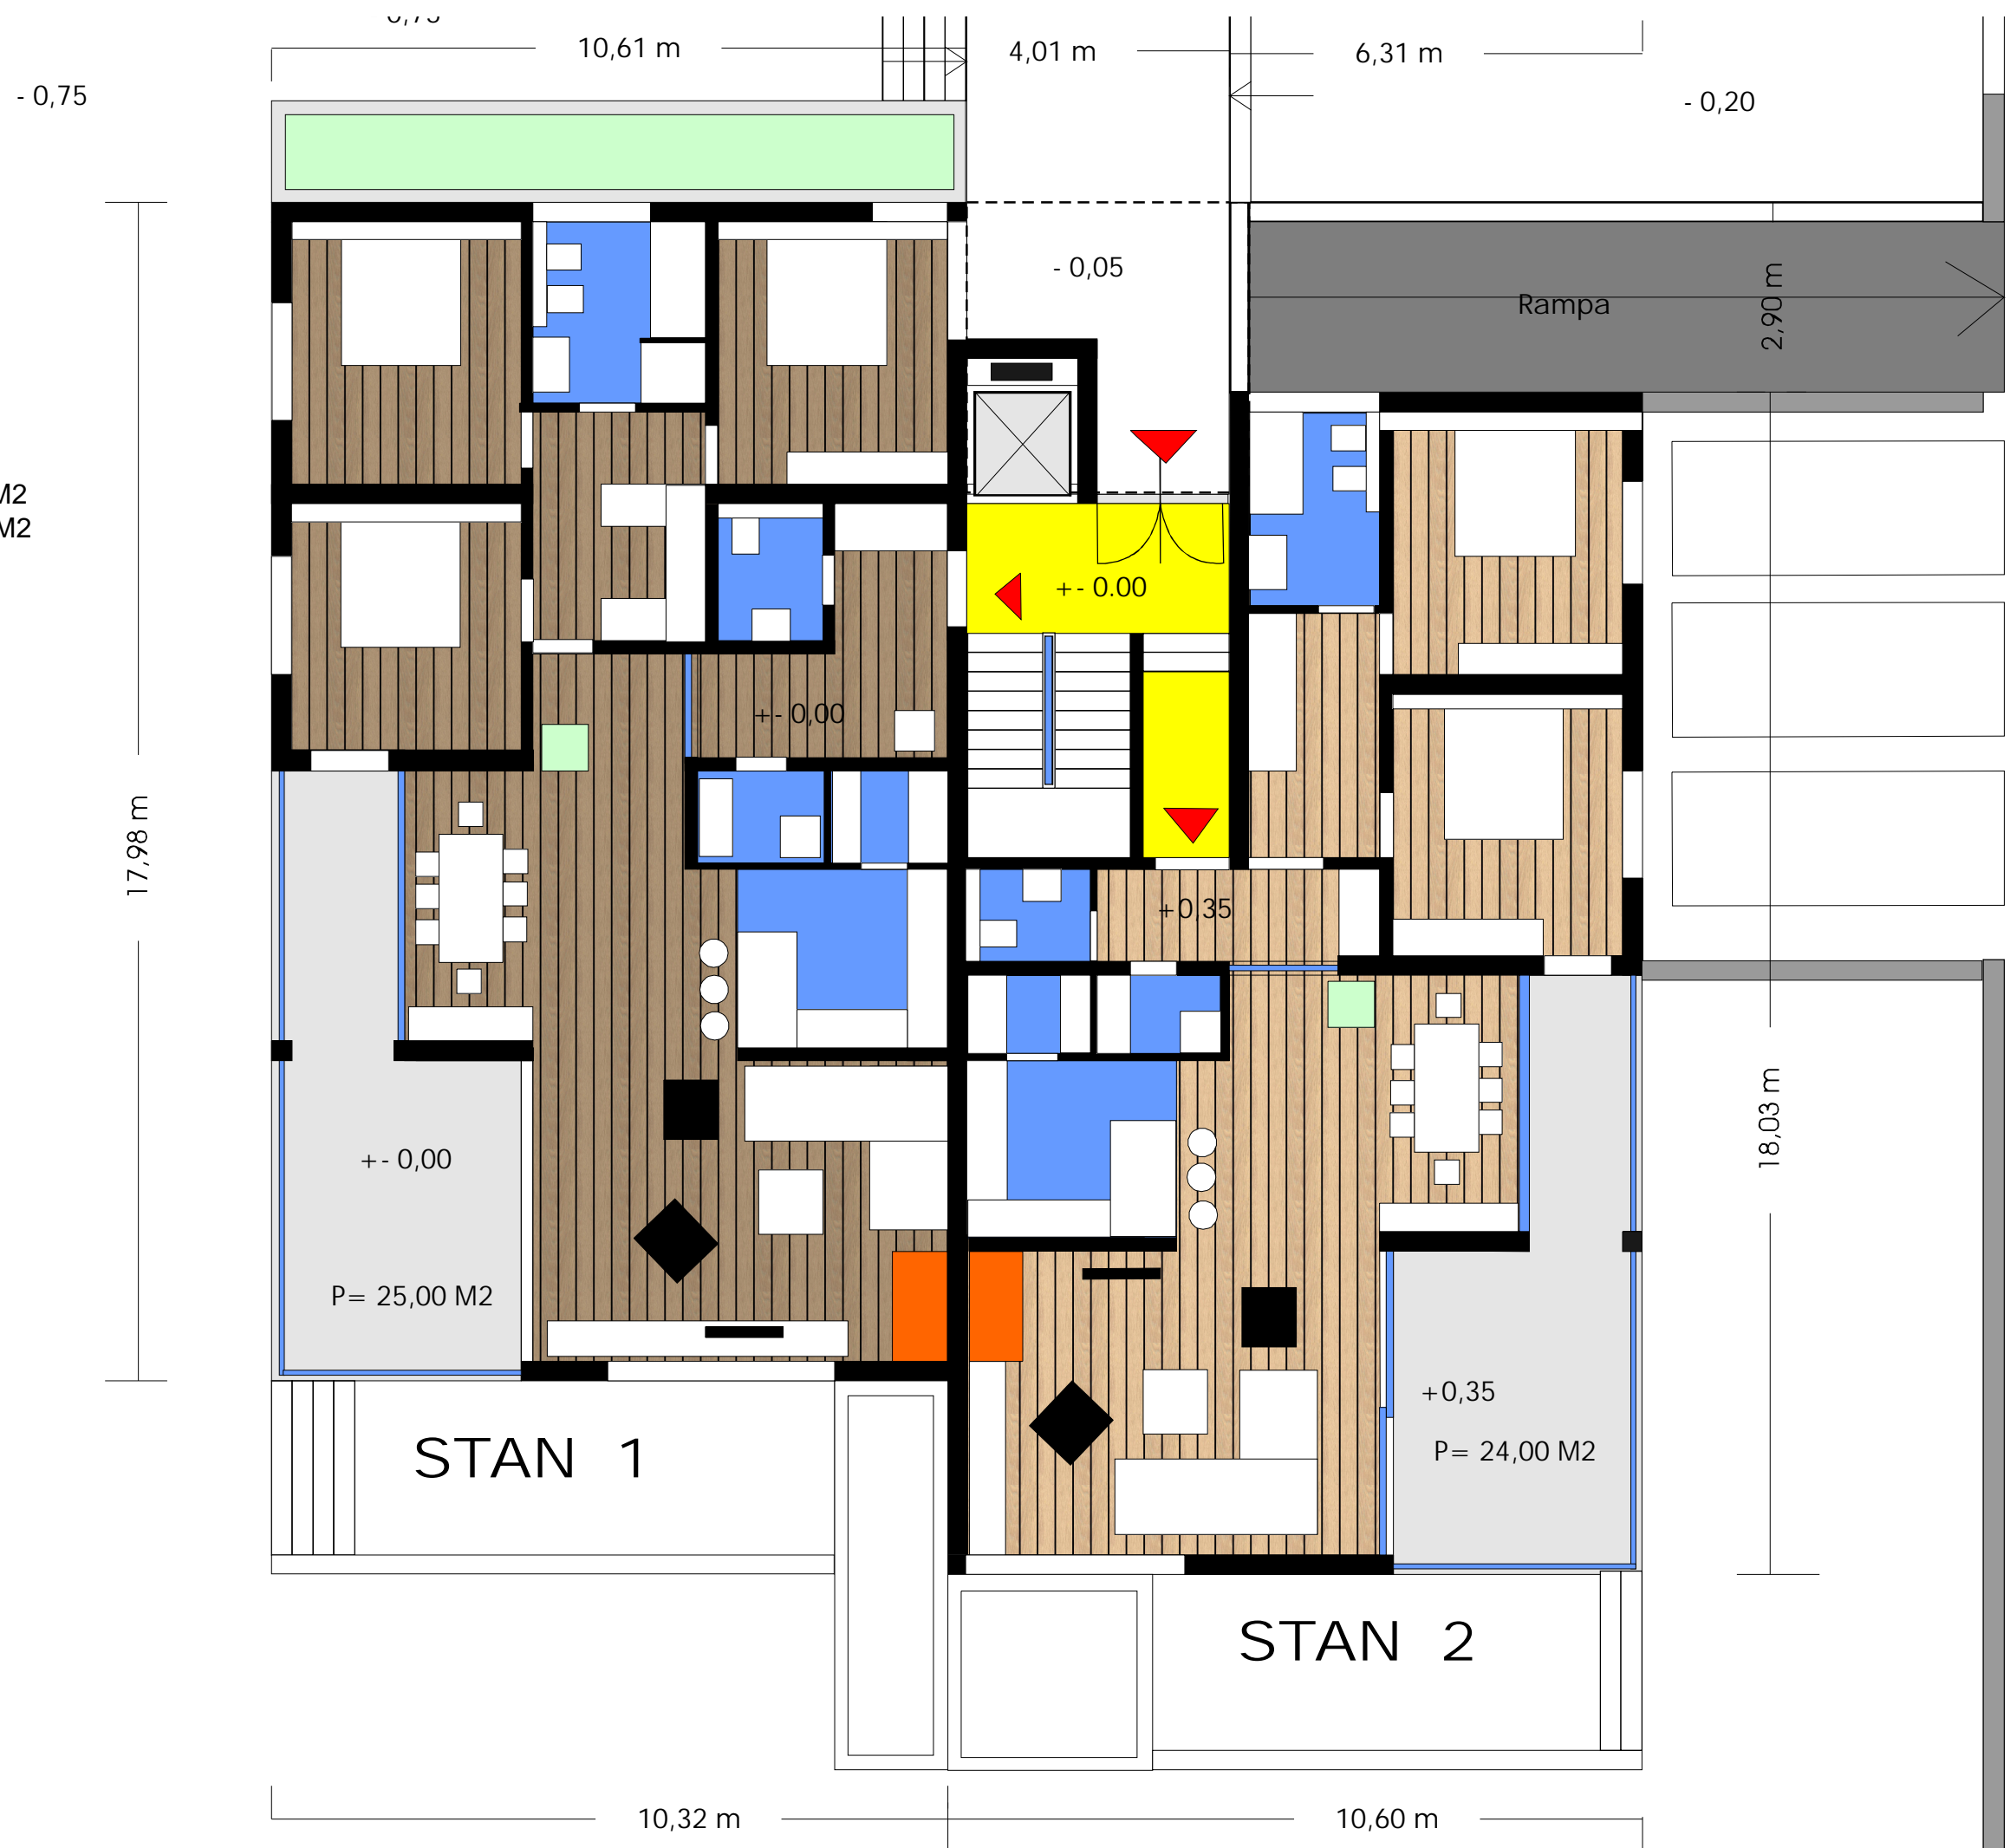 10,61 m
4,01 m
6,31 m
- 0,75
- 0,20
- 0,05
Rampa
2,90 m
M2
M2
+- 0.00
+- 0,00
17,98 m
+0,35
+- 0,00
18,03 m
P= 25,00 M2
+0,35
P= 24,00 M2
STAN 1
STAN 2
10,32 m
10,60 m